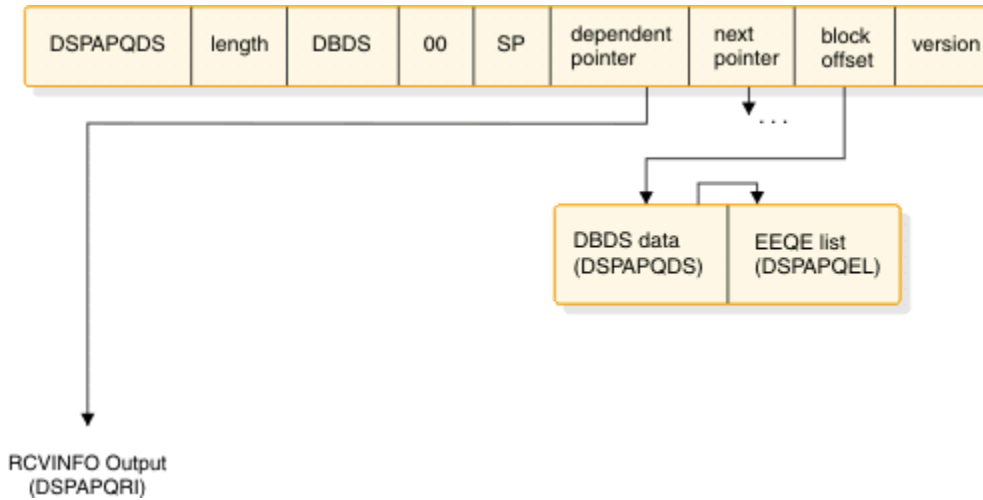 DSPAPQDS
length
DBDS
00
SP
dependent
pointer
next
pointer
block
offset
version
...
DBDS data
(DSPAPQDS)
EEQE list
(DSPAPQEL)
RCVINFO Output
(DSPAPQRI)